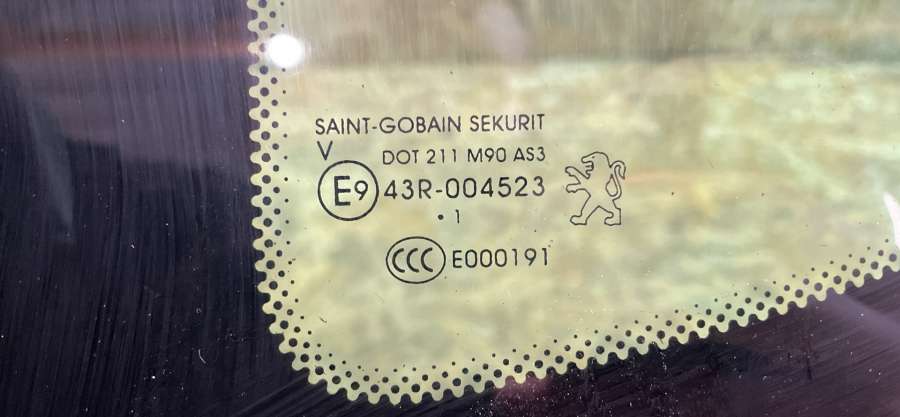 SAINT-GOBAIN SEKURIT
V
DOT 211 M90 AS3
E9 43R-004523
• 1
CCC E000191